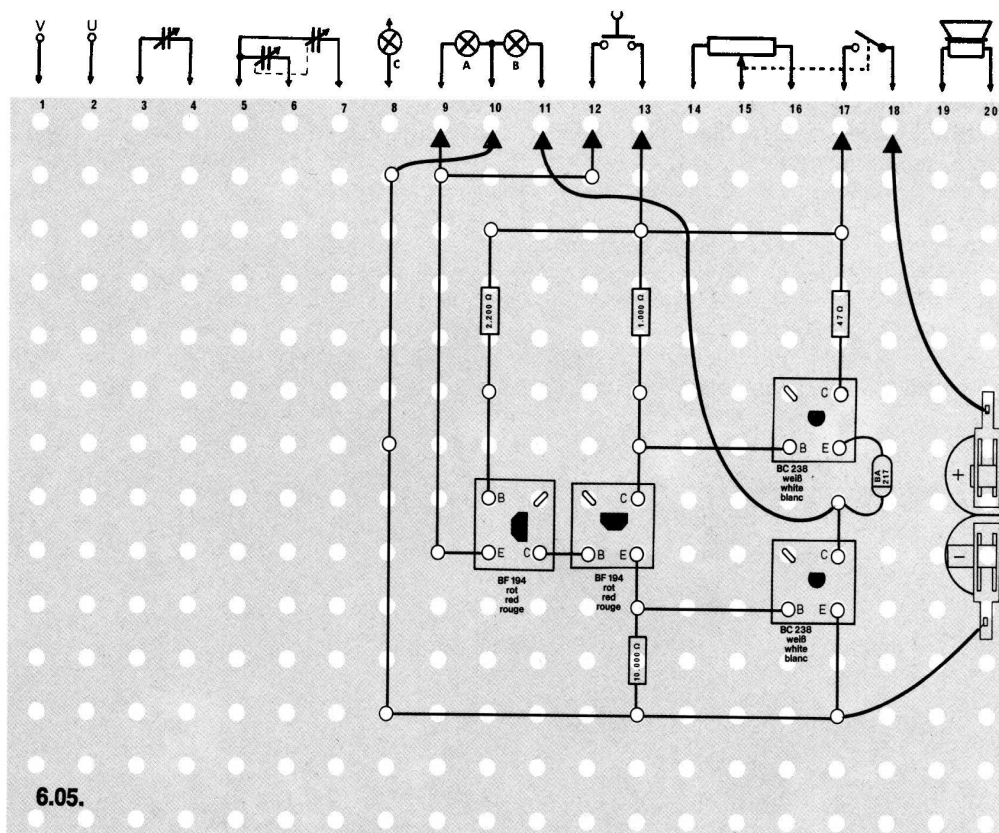 V U
C A B
1 2 3 4 5 6 7 8 9 10 11 12 13 14 15 16 17 18 19 20
2.200 Ω
1.000 Ω
47 Ω
C
B E
BC 238
weiß
white
blanc
BA
217
+
B
E C
BF 194
rot
red
rouge
C
B E
BF 194
rot
red
rouge
C
B E
BC 238
weiß
white
blanc
−
10.000 Ω
6.05.